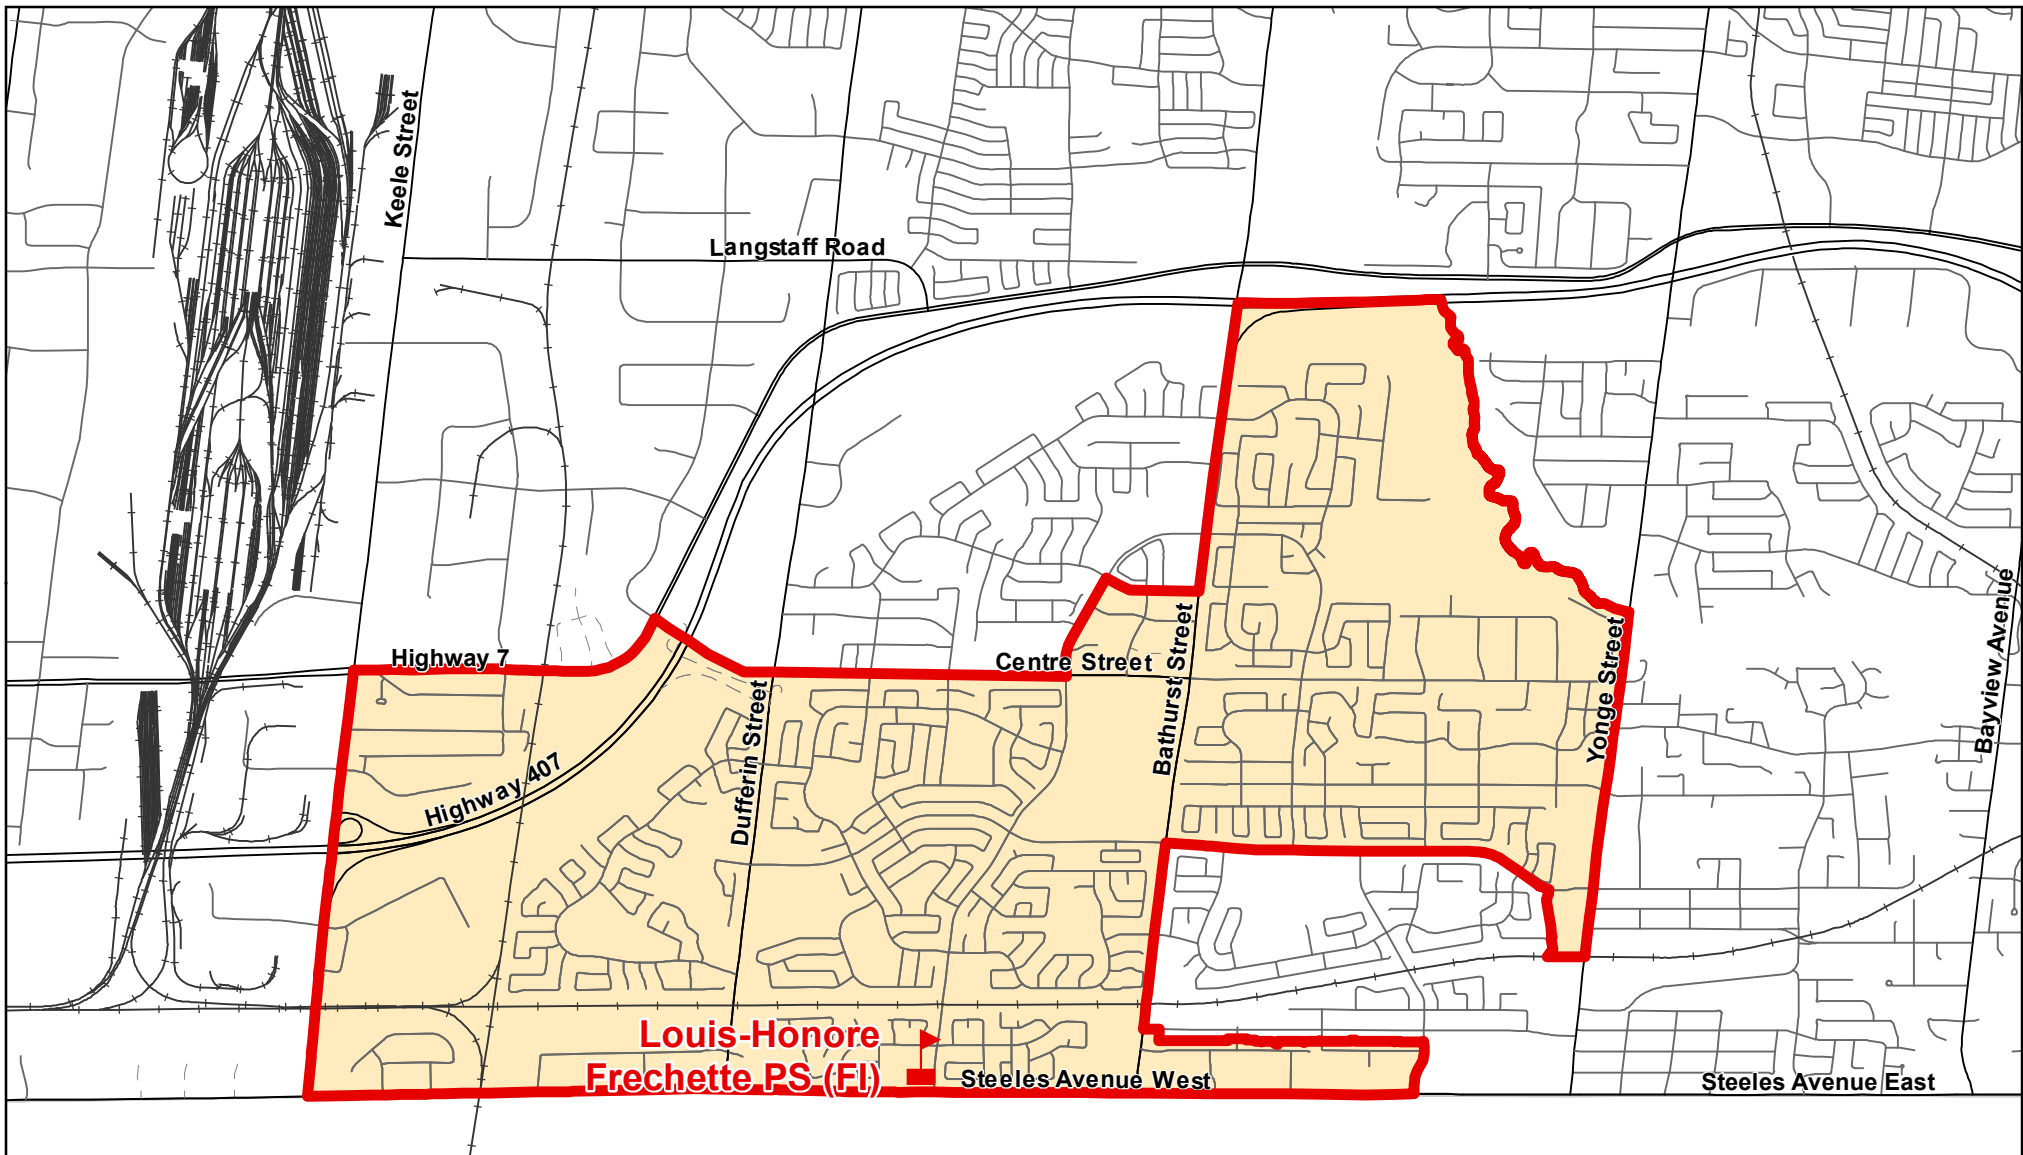 Keele Street
Langstaff Road
Highway 7
Centre Street
Bathurst Street
Yonge Street
Bayview Avenue
Dufferin Street
Highway 407
Louis-Honore
Frechette PS (FI)
Steeles Avenue West
Steeles Avenue East